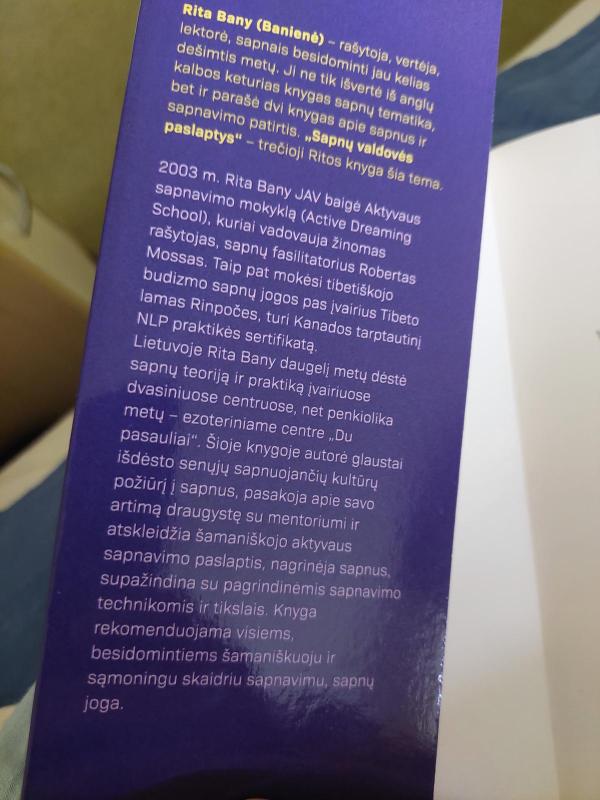 Rita Bany (Banienė) – rašytoja, vertėja,
lektorė, sapnais besidominti jau kelias
dešimtis metų. Ji ne tik išvertė iš anglų
kalbos keturias knygas sapnų tematika,
bet ir parašė dvi knygas apie sapnus ir
sapnavimo patirtis. „Sapnų valdovės
paslaptys“ – trečioji Ritos knyga šia tema.
2003 m. Rita Bany JAV baigė Aktyvaus
sapnavimo mokyklą (Active Dreaming
School), kuriai vadovauja žinomas
rašytojas, sapnų fasilitatorius Robertas
Mossas. Taip pat mokėsi tibetiškojo
budizmo sapnų jogos pas įvairius Tibeto
lamas Rinpočes, turi Kanados tarptautinį
NLP praktikės sertifikatą.
Lietuvoje Rita Bany daugelį metų dėstė
sapnų teoriją ir praktiką įvairiuose
dvasiniuose centruose, net penkiolika
metų – ezoteriniame centre „Du
pasauliai“. Šioje knygoje autorė glaustai
išdėsto senųjų sapnuojančių kultūrų
požiūrį į sapnus, pasakoja apie savo
artimą draugystę su mentoriumi ir
atskleidžia šamaniškojo aktyvaus
sapnavimo paslaptis, nagrinėja sapnus,
supažindina su pagrindinėmis sapnavimo
technikomis ir tikslais. Knyga
rekomenduojama visiems,
besidomintiems šamaniškuoju ir
sąmoningu skaidriu sapnavimu, sapnų
joga.